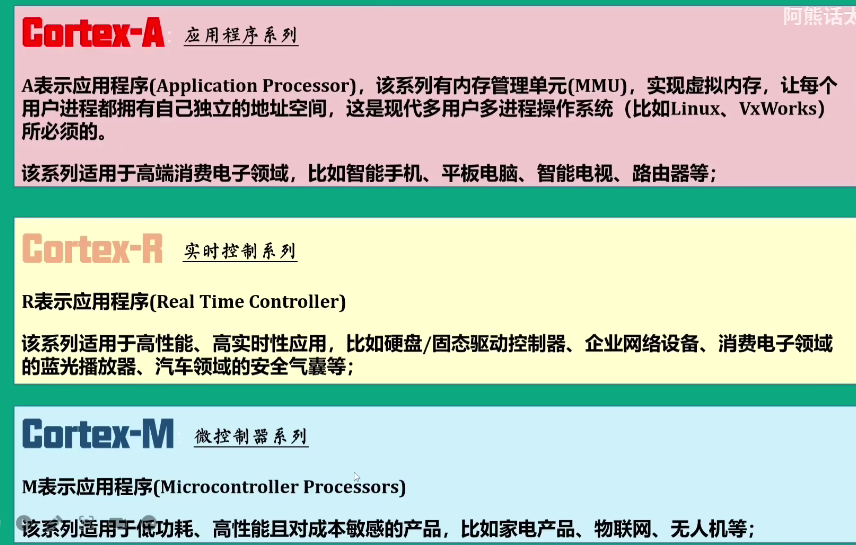 阿熊话太
Cortex-A: 应用程序系列
A表示应用程序(Application Processor)，该系列有内存管理单元(MMU)，实现虚拟内存，让每个
用户进程都拥有自己独立的地址空间，这是现代多用户多进程操作系统（比如Linux、VxWorks）
所必须的。
该系列适用于高端消费电子领域，比如智能手机、平板电脑、智能电视、路由器等；
Cortex-R 实时控制系列
R表示应用程序(Real Time Controller)
该系列适用于高性能、高实时性应用，比如硬盘/固态驱动控制器、企业网络设备、消费电子领域
的蓝光播放器、汽车领域的安全气囊等；
Cortex-M 微控制器系列
M表示应用程序(Microcontroller Processors)
该系列适用于低功耗、高性能且对成本敏感的产品，比如家电产品、物联网、无人机等；